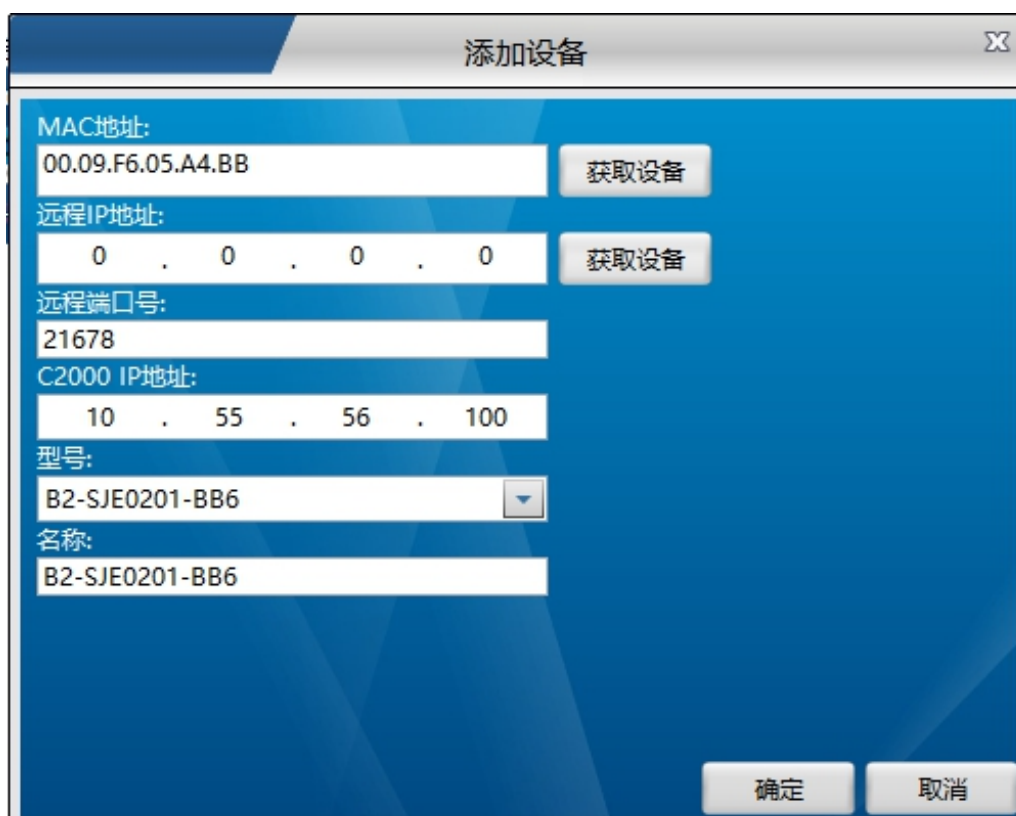 添加设备
MAC地址:
00.09.F6.05.A4.BB
获取设备
远程IP地址:
0 . 0 . 0 . 0
获取设备
远程端口号:
21678
C2000 IP地址:
10 . 55 . 56 . 100
型号:
B2-SJE0201-BB6
名称:
B2-SJE0201-BB6
确定
取消